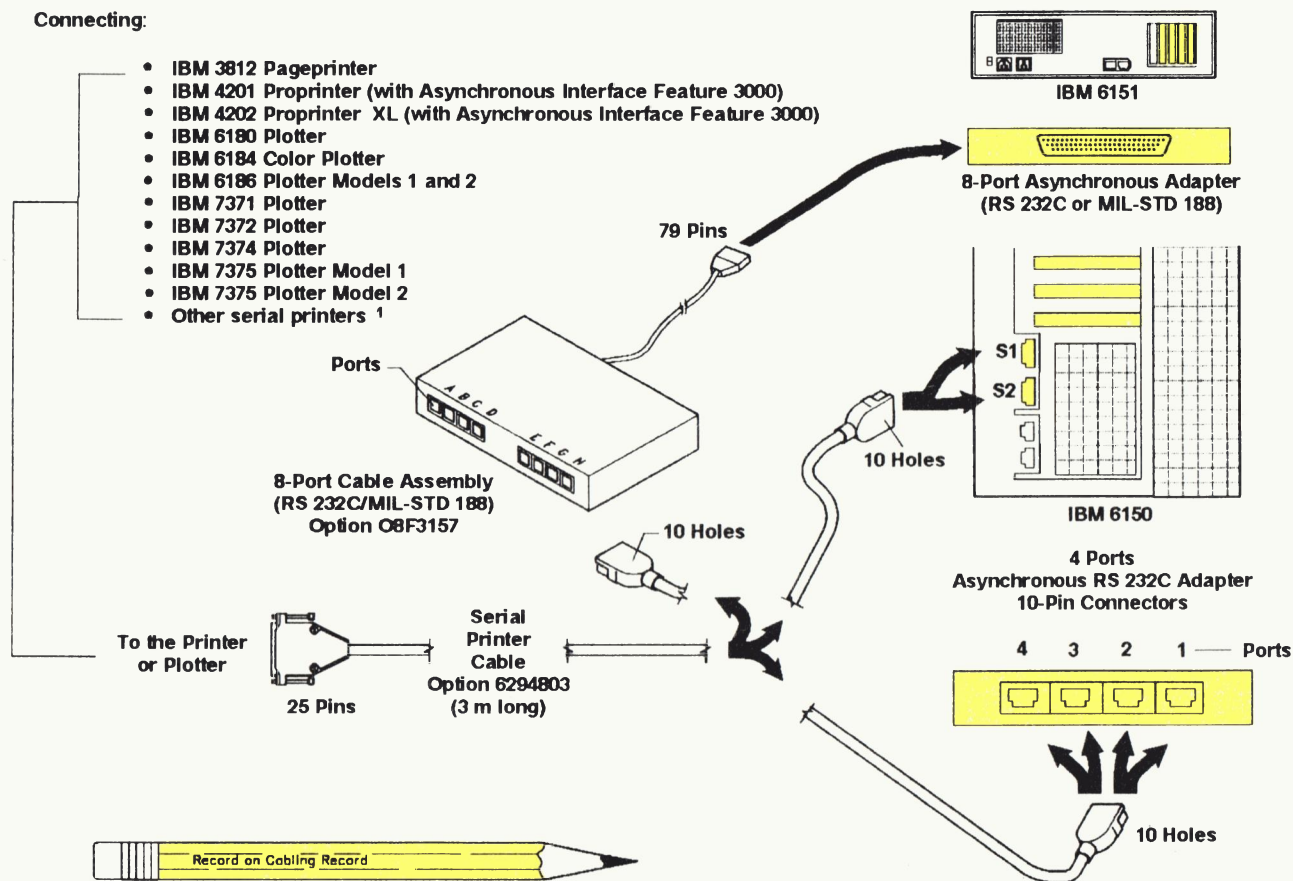 Connecting:
• IBM 3812 Pageprinter
• IBM 4201 Proprinter (with Asynchronous Interface Feature 3000)
• IBM 4202 Proprinter XL (with Asynchronous Interface Feature 3000)
• IBM 6180 Plotter
• IBM 6184 Color Plotter
• IBM 6186 Plotter Models 1 and 2
• IBM 7371 Plotter
• IBM 7372 Plotter
• IBM 7374 Plotter
• IBM 7375 Plotter Model 1
• IBM 7375 Plotter Model 2
• Other serial printers ¹
IBM 6151
8-Port Asynchronous Adapter
(RS 232C or MIL-STD 188)
79 Pins
Ports
A B C D
E F G H
8-Port Cable Assembly
(RS 232C/MIL-STD 188)
Option O8F3157
S1
S2
10 Holes
IBM 6150
10 Holes
4 Ports
Asynchronous RS 232C Adapter
10-Pin Connectors
4 3 2 1 Ports
To the Printer
or Plotter
25 Pins
Serial
Printer
Cable
Option 6294803
(3 m long)
10 Holes
Record on Cabling Record